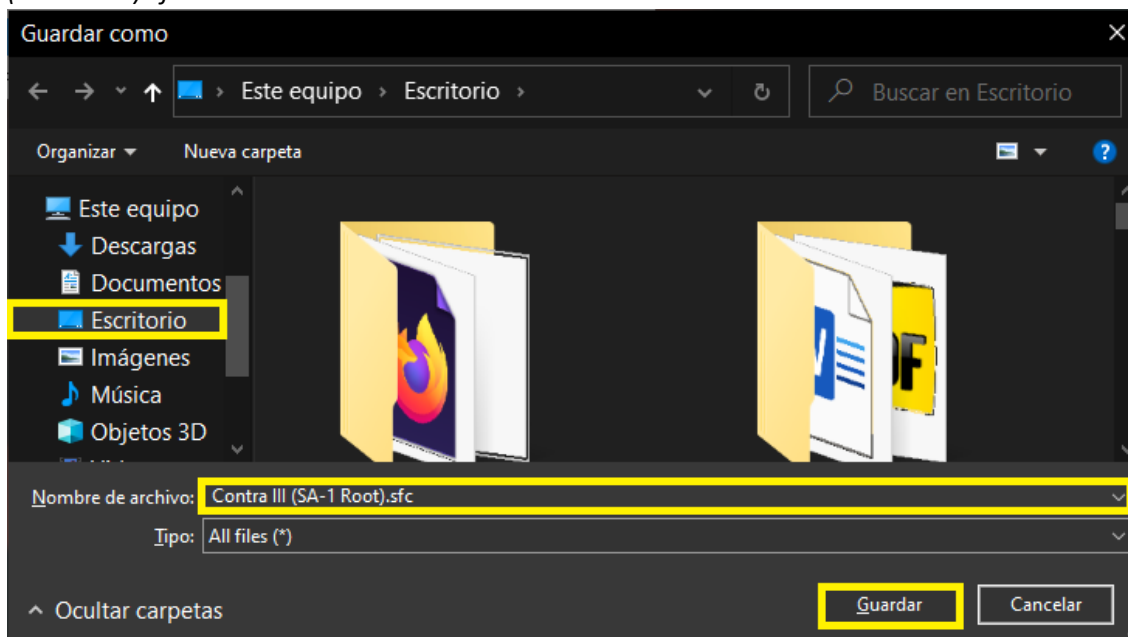 Guardar como
Este equipo > Escritorio >
Buscar en Escritorio
Organizar
Nueva carpeta
Este equipo
Descargas
Documentos
Escritorio
Imágenes
Música
Objetos 3D
Nombre de archivo: Contra III (SA-1 Root).sfc
Tipo: All files (*)
Ocultar carpetas
Guardar
Cancelar